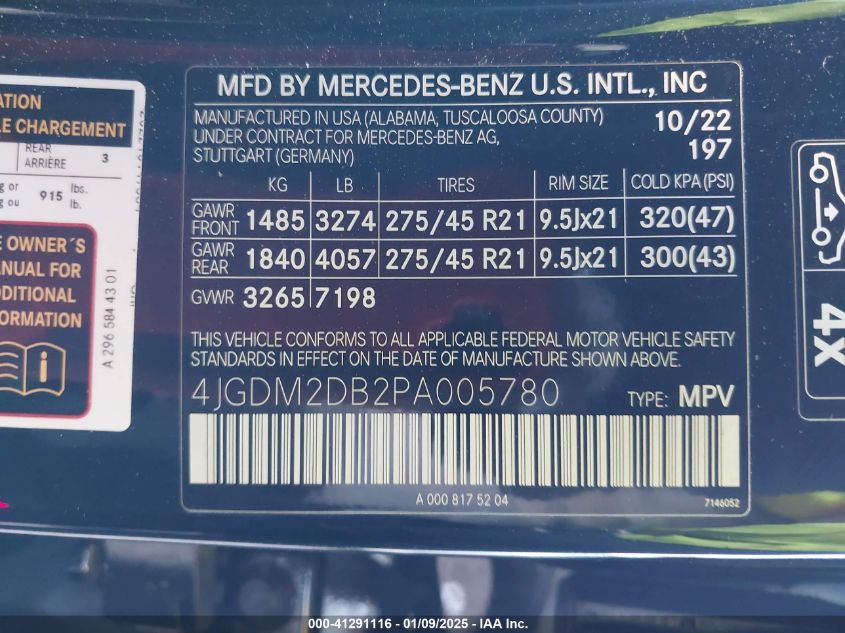 ATION
E CHARGEMENT
REAR
ARRIÈRE 3
g or
g ou 915 lbs.
lb.
E OWNER´S
ANUAL FOR
DDITIONAL
FORMATION
A 296 584 43 01
MFD BY MERCEDES-BENZ U.S. INTL., INC
MANUFACTURED IN USA (ALABAMA, TUSCALOOSA COUNTY)
UNDER CONTRACT FOR MERCEDES-BENZ AG,
STUTTGART (GERMANY)
10/22
197
KG LB TIRES RIM SIZE COLD KPA (PSI)
GAWR FRONT 1485 3274 275/45 R21 9.5Jx21 320(47)
GAWR REAR 1840 4057 275/45 R21 9.5Jx21 300(43)
GVWR 3265 7198
THIS VEHICLE CONFORMS TO ALL APPLICABLE FEDERAL MOTOR VEHICLE SAFETY
STANDARDS IN EFFECT ON THE DATE OF MANUFACTURE SHOWN ABOVE.
4JGDM2DB2PA005780 TYPE: MPV
A 000 817 52 04
7146052
4X
000-41291116 - 01/09/2025 - IAA Inc.